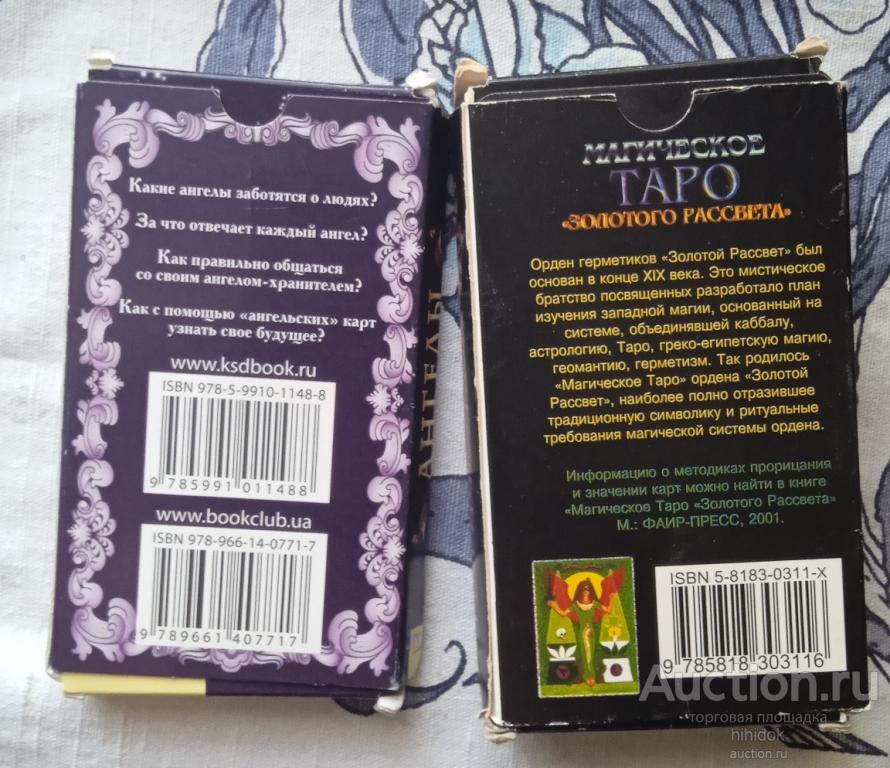 Какие ангелы заботятся о людях?
За что отвечает каждый ангел?
Как правильно общаться
со своим ангелом-хранителем?
Как с помощью «ангельских» карт
узнать свое будущее?
www.ksdbook.ru
ISBN 978-5-9910-1148-8
9 785991 011488
www.bookclub.ua
ISBN 978-966-14-0771-7
9 789661 407717
АНГЕЛЫ
МАГИЧЕСКОЕ
ТАРО
«ЗОЛОТОГО РАССВЕТА»
Орден герметиков «Золотой Рассвет» был
основан в конце XIX века. Это мистическое
братство посвященных разработало план
изучения западной магии, основанный на
системе, объединявшей каббалу,
астрологию, Таро, греко-египетскую магию,
геомантию, герметизм. Так родилось
«Магическое Таро» ордена «Золотой
Рассвет», наиболее полно отразившее
традиционную символику и ритуальные
требования магической системы ордена.
Информацию о методиках прорицания
и значении карт можно найти в книге
«Магическое Таро «Золотого Рассвета»
М.: ФАИР-ПРЕСС, 2001.
ISBN 5-8183-0311-X
9 785818 303116
Auction.ru
торговая площадка
hihidok
auction.ru